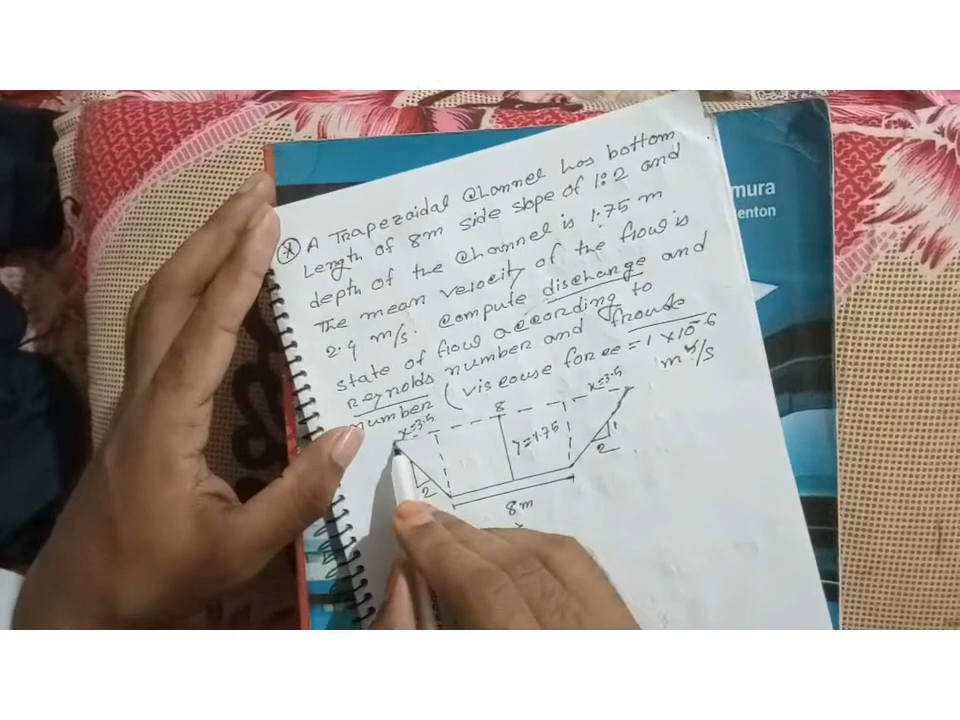 * A Trapezoidal channel has bottom
Length of 8m side slope of 1:2 and
depth of the channel is 1.75 m
The mean velocity of the flow is
2.4 m/s. compute discharge and
state of flow according to
Reynolds number and froude
number (viscouse force = 1 x 10^-6
m²/s
x=3.5
8
x=3.5
y=1.75
1
2
2
8m
mura
enton